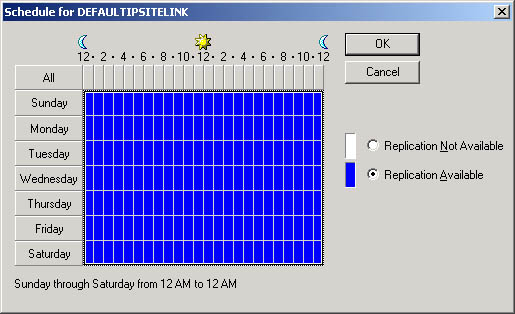 Schedule for DEFAULTIPSITELINK
12 · 2 · 4 · 6 · 8 · 10 · 12 · 2 · 4 · 6 · 8 · 10 · 12
All
Sunday
Monday
Tuesday
Wednesday
Thursday
Friday
Saturday
OK
Cancel
Replication Not Available
Replication Available
Sunday through Saturday from 12 AM to 12 AM